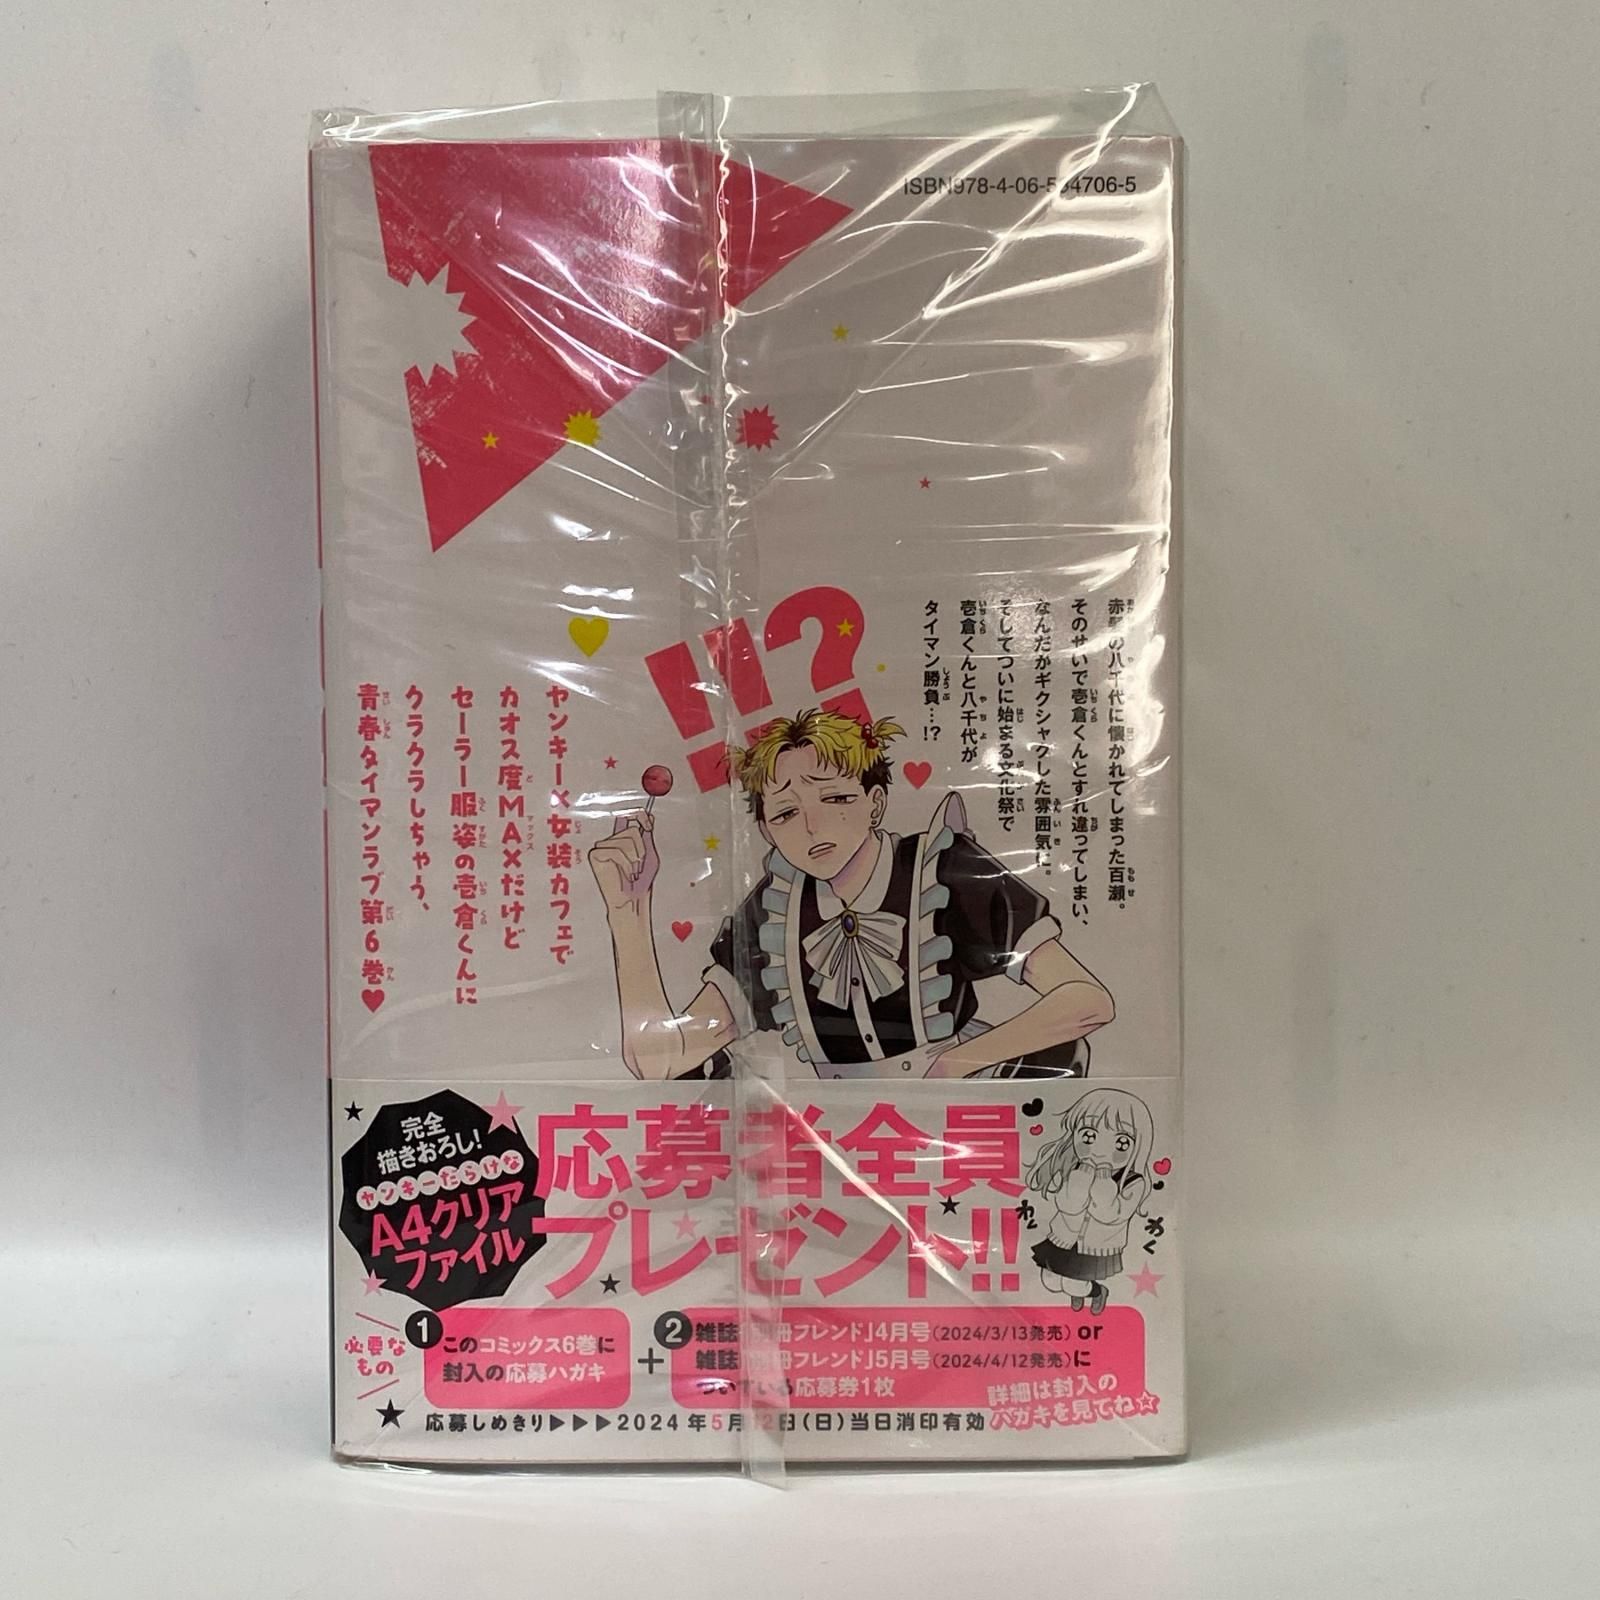 ISBN978-4-06-534706-5
赤髪の八千代に懐かれてしまった百瀬。
そのせいで壱倉くんとすれ違ってしまい、
なんだかギクシャクした雰囲気に。
そしてついに始まる文化祭で
壱倉くんと八千代が
タイマン勝負…!?
!!!?
ヤンキー×女装カフェで
カオス度MAXだけど
セーラー服姿の壱倉くんに
クラクラしちゃう、
青春タイマンラブ第6巻♥
完全
描きおろし!
ヤンキーだらけな
A4クリア
ファイル
応募者全員
プレゼント!!
わく
わく
必要な
もの
1 このコミックス6巻に
封入の応募ハガキ
+
2 雑誌「別冊フレンド」4月号(2024/3/13発売) or
雑誌「別冊フレンド」5月号(2024/4/12発売)に
ついている応募券1枚
詳細は封入の
ハガキを見てね☆
応募しめきり▶▶▶2024年5月12日(日)当日消印有効